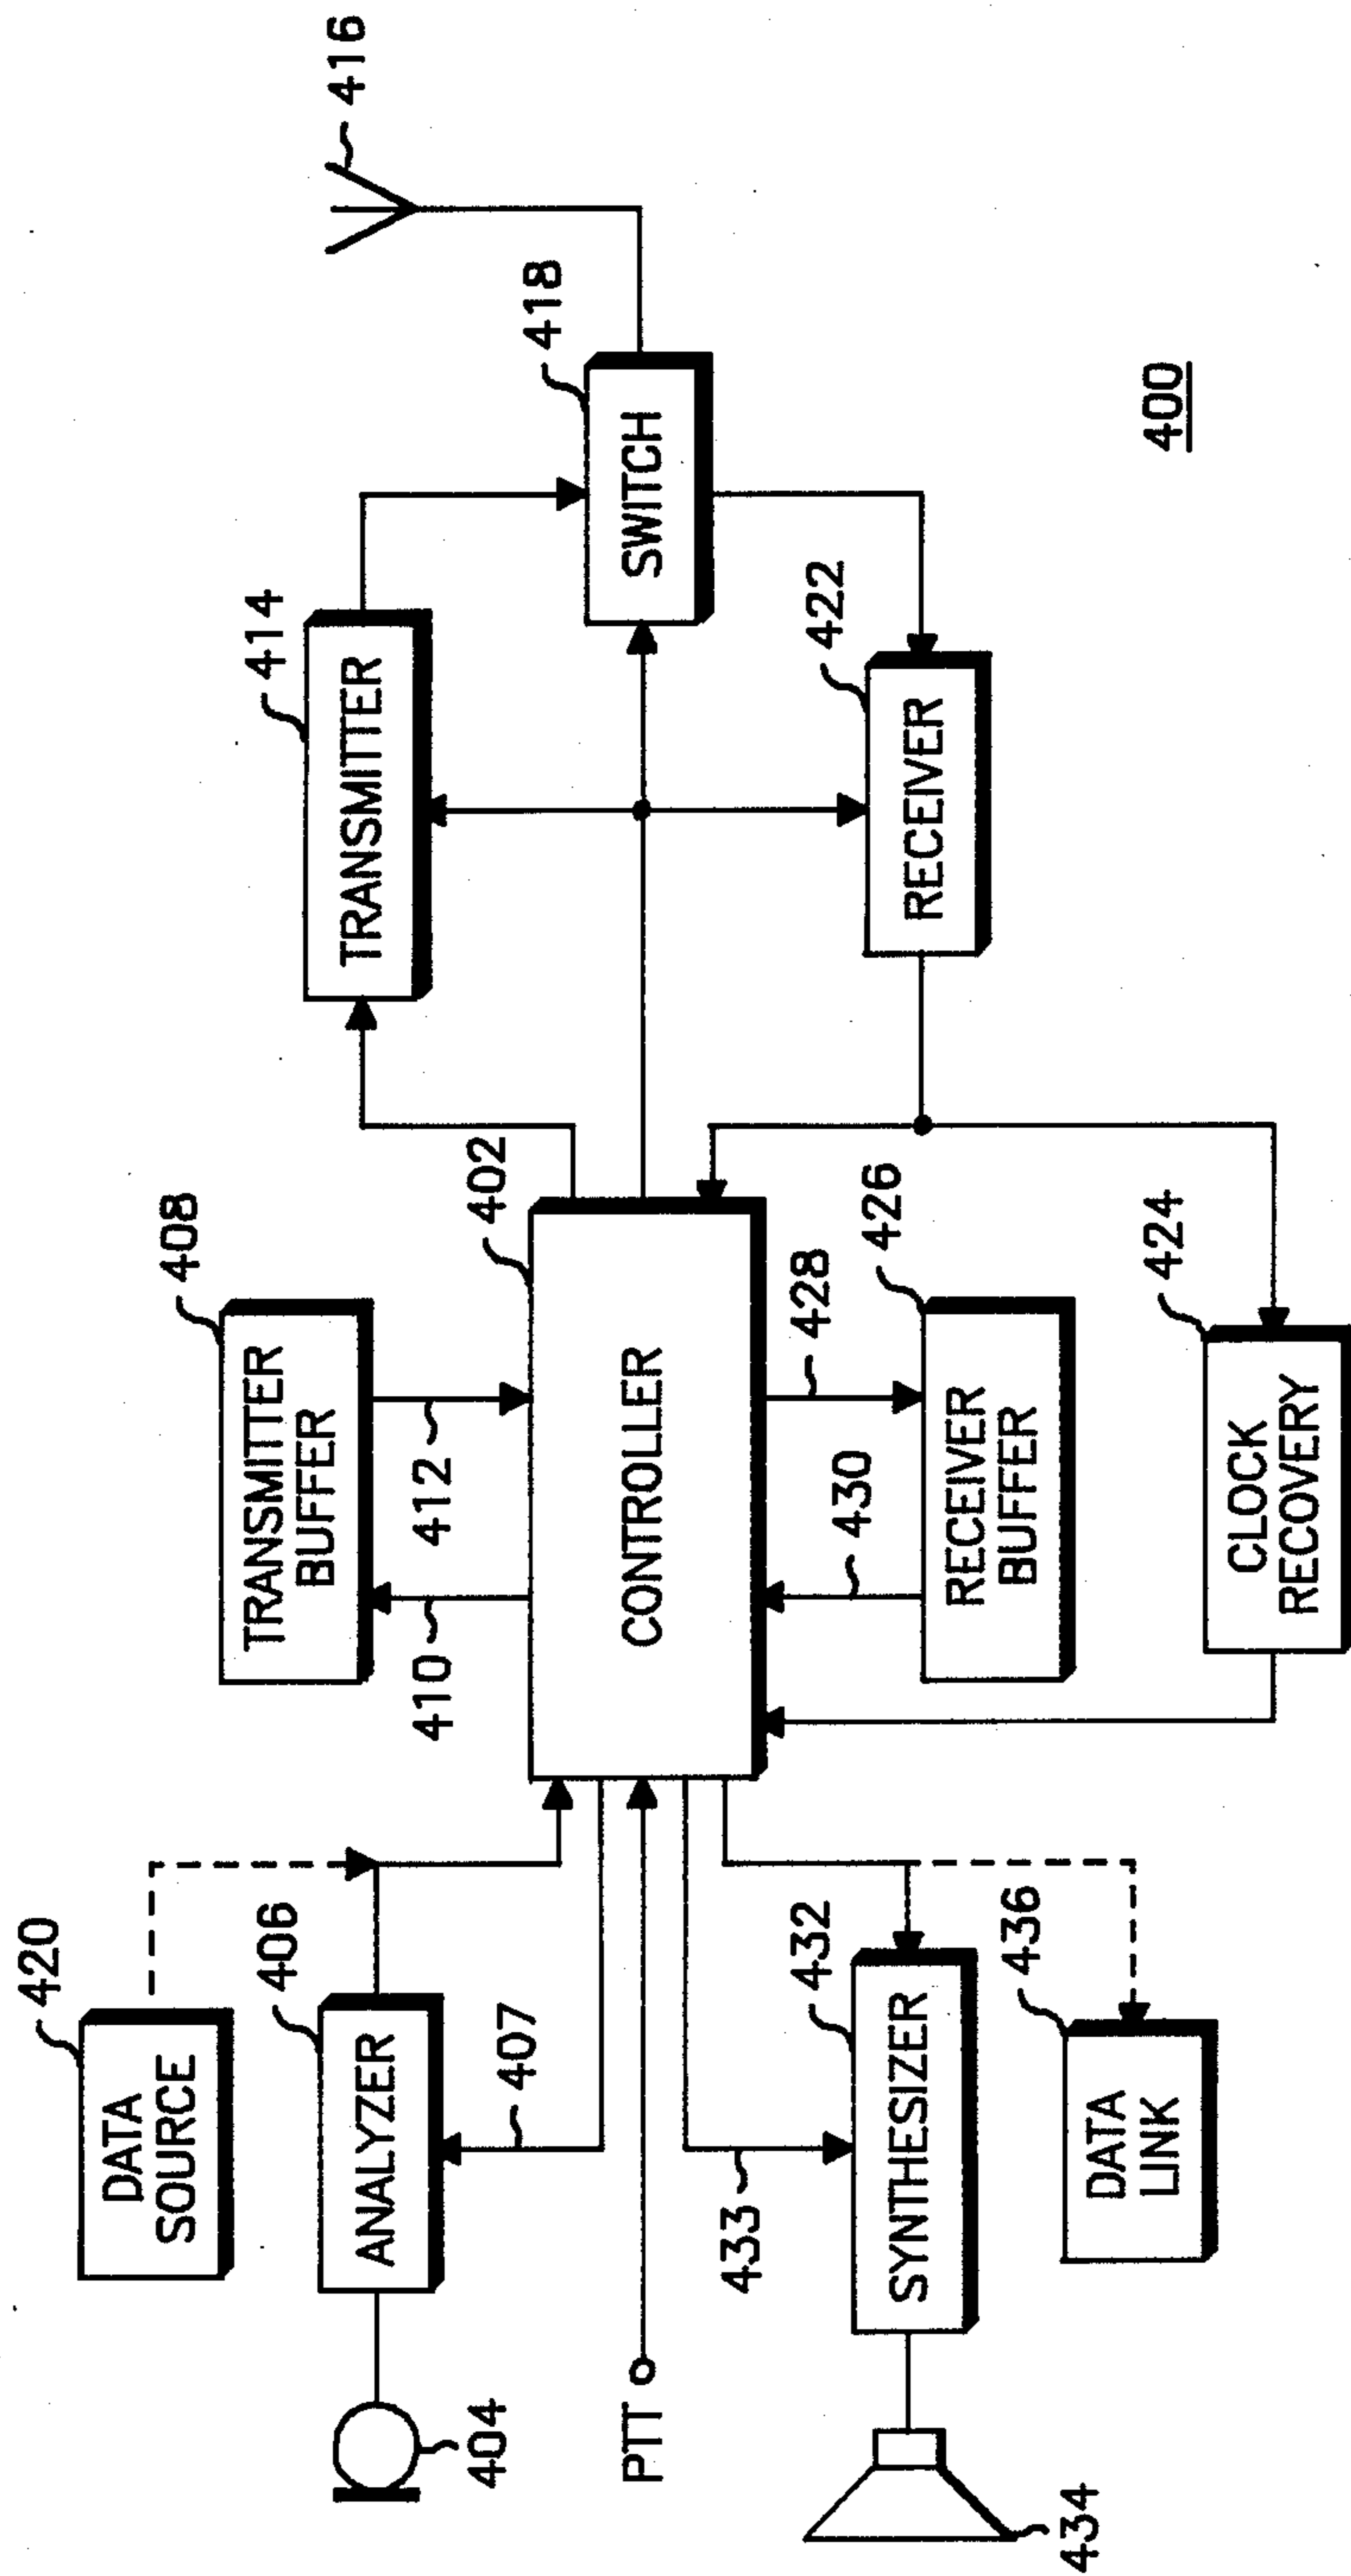 420
DATA
SOURCE
408
TRANSMITTER
BUFFER
414
TRANSMITTER
416
404
406
ANALYZER
407
410
412
402
CONTROLLER
418
SWITCH
PTT
433
432
SYNTHESIZER
434
430
428
426
RECEIVER
BUFFER
422
RECEIVER
436
DATA
LINK
424
CLOCK
RECOVERY
400